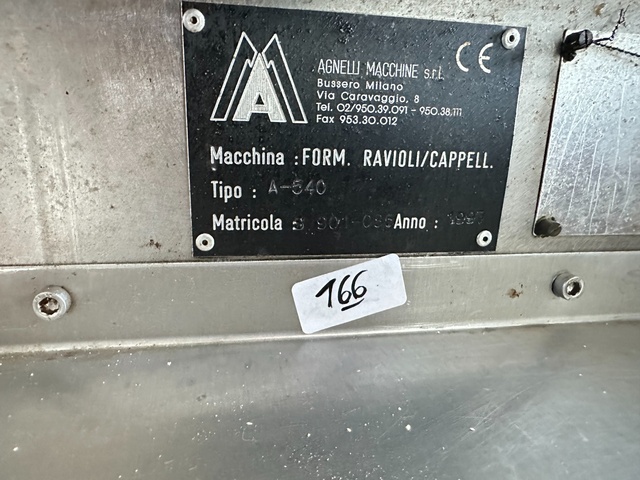 A
AGNELLI MACCHINE s.r.l.
CE
Bussero Milano
Via Caravaggio, 8
Tel. 02/950.39.091 - 950.38.111
Fax 953.30.012
Macchina : FORM. RAVIOLI/CAPPELL.
Tipo : A-540
Matricola : Anno :
166